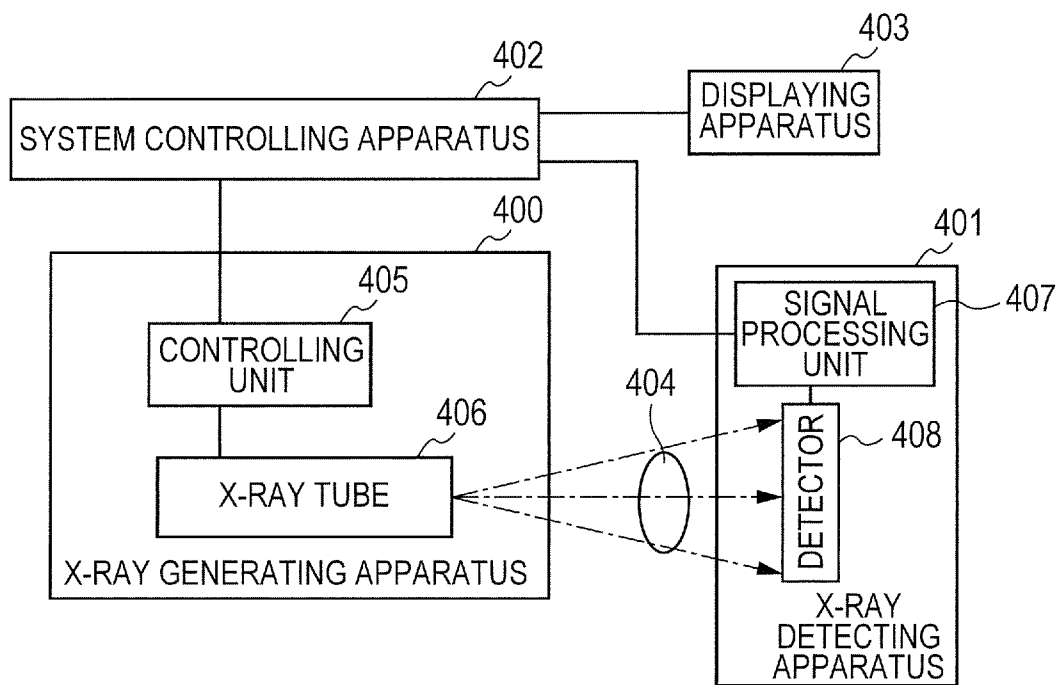 402
403
SYSTEM CONTROLLING APPARATUS
DISPLAYING
APPARATUS
400
401
405
CONTROLLING
UNIT
SIGNAL
PROCESSING
UNIT
407
404
406
X-RAY TUBE
DETECTOR
408
X-RAY GENERATING APPARATUS
X-RAY
DETECTING
APPARATUS